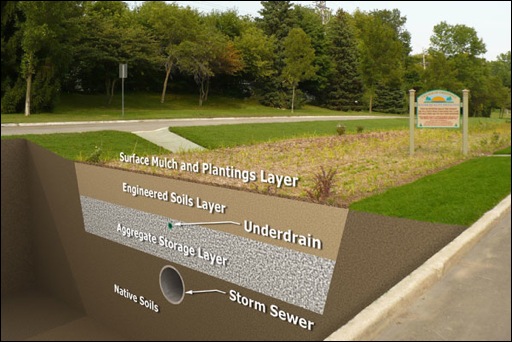 Surface Mulch and Plantings Layer
Engineered Soils Layer
Underdrain
Aggregate Storage Layer
Storm Sewer
Native Soils